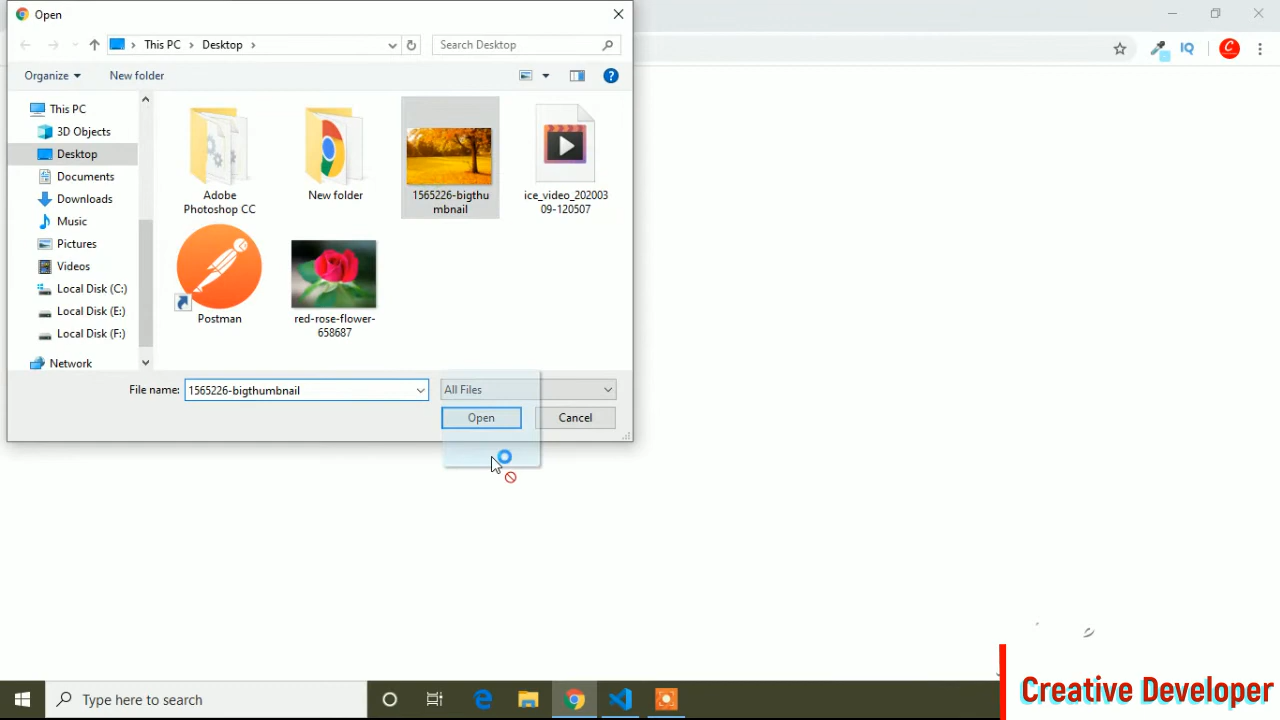 Open
This PC
Desktop
Search Desktop
Organize
New folder
This PC
3D Objects
Desktop
Documents
Downloads
Music
Pictures
Videos
Local Disk (C:)
Local Disk (E:)
Local Disk (F:)
Network
Adobe
Photoshop CC
New folder
1565226-bigthu
mbnail
ice_video_202003
09-120507
Postman
red-rose-flower-
658687
File name:
1565226-bigthumbnail
All Files
Open
Cancel
IQ
C
Type here to search
Creative Developer